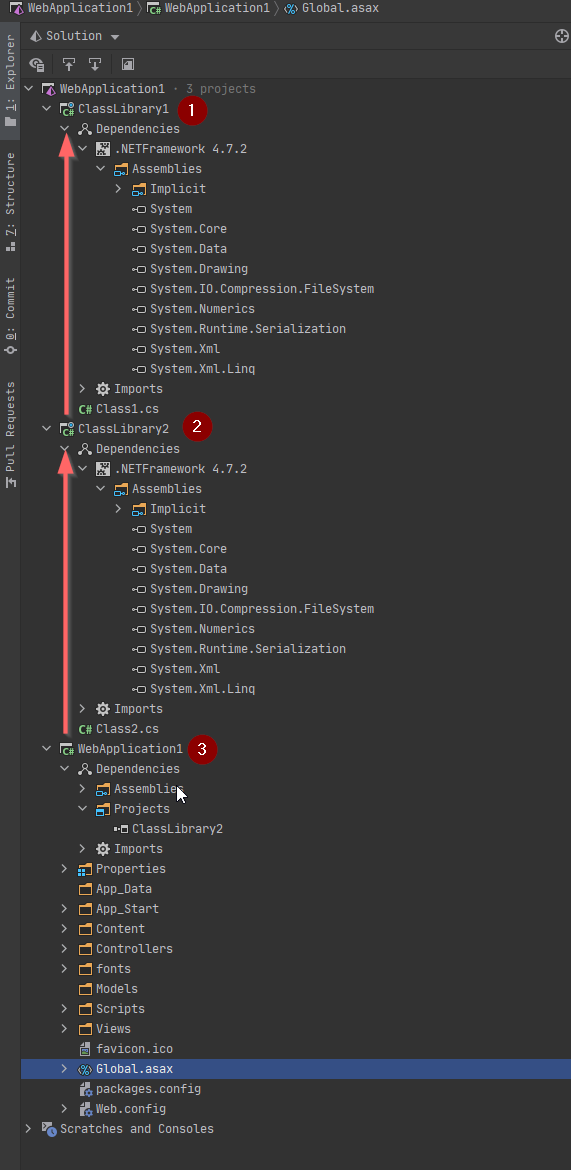 WebApplication1 〉 WebApplication1 〉 Global.asax
Solution
WebApplication1 · 3 projects
ClassLibrary1 1
Dependencies
.NETFramework 4.7.2
Assemblies
Implicit
System
System.Core
System.Data
System.Drawing
System.IO.Compression.FileSystem
System.Numerics
System.Runtime.Serialization
System.Xml
System.Xml.Linq
Imports
C# Class1.cs
ClassLibrary2 2
Dependencies
.NETFramework 4.7.2
Assemblies
Implicit
System
System.Core
System.Data
System.Drawing
System.IO.Compression.FileSystem
System.Numerics
System.Runtime.Serialization
System.Xml
System.Xml.Linq
Imports
C# Class2.cs
WebApplication1 3
Dependencies
Assemblies
Projects
ClassLibrary2
Imports
Properties
App_Data
App_Start
Content
Controllers
fonts
Models
Scripts
Views
favicon.ico
Global.asax
packages.config
Web.config
Scratches and Consoles
1: Explorer
7: Structure
0: Commit
Pull Requests